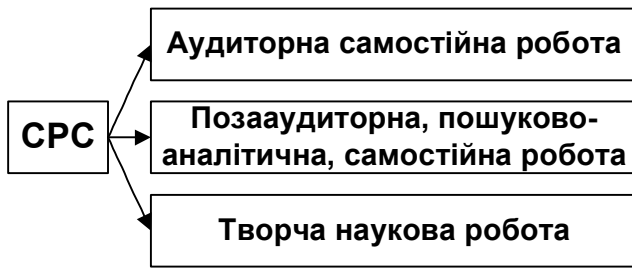 СРС
Аудиторна самостійна робота
Позааудиторна, пошуково-
аналітична, самостійна робота
Творча наукова робота